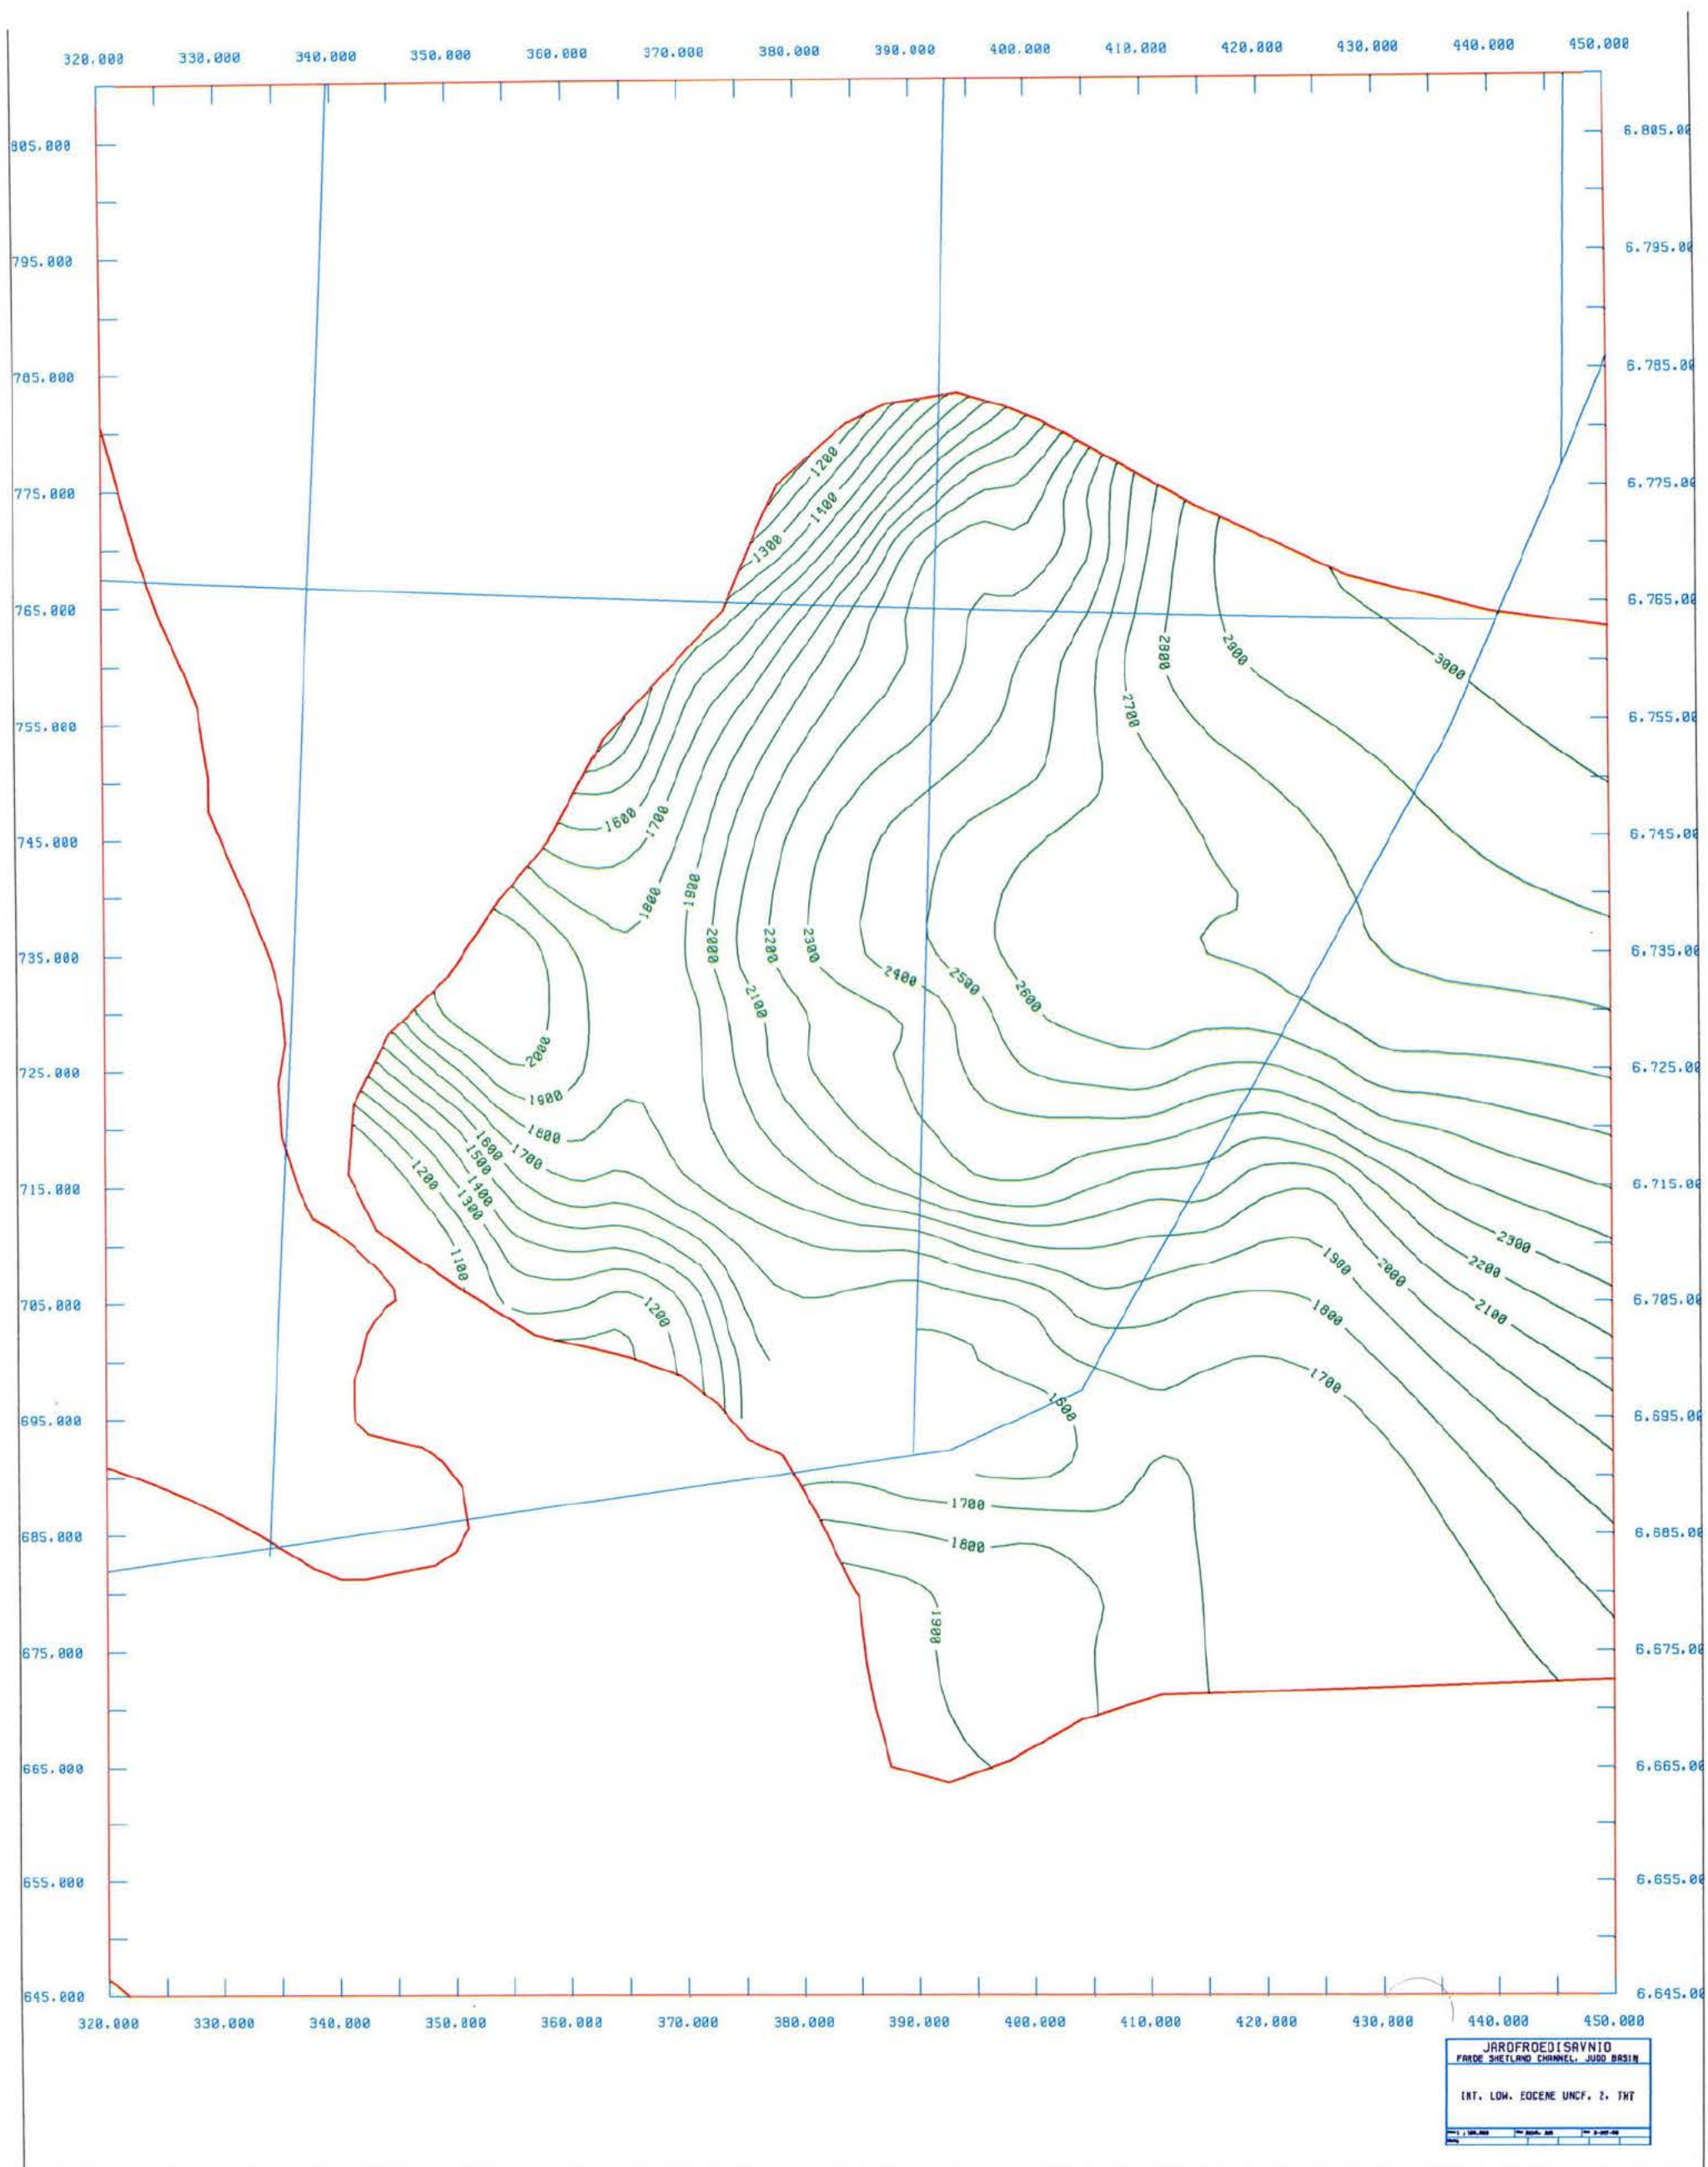 320.000 330.000 340.000 350.000 360.000 370.000 380.000 390.000 400.000 410.000 420.000 430.000 440.000 450.000
805.000 6.805.00
795.000 6.795.00
785.000 6.785.00
1200
775.000 6.775.00
1400
1300
765.000 6.765.00
2800 2900 3000
755.000 2700 6.755.00
1600 1700
745.000 6.745.00
1800 1900
735.000 2000 2200 2300 6.735.00
2400 2500 2600
2100
2000
725.000 6.725.00
1900
1800
1600 1700
1500
1400
1300
1200
715.000 6.715.00
1100
2300
1900 2000 2200
705.000 1200 1800 2100 6.705.00
1700
1600
695.000 6.695.00
1700
685.000 1800 6.685.00
1900
675.000 6.675.00
665.000 6.665.00
655.000 6.655.00
645.000 6.645.00
320.000 330.000 340.000 350.000 360.000 370.000 380.000 390.000 400.000 410.000 420.000 430.000 440.000 450.000
JAROFROEDISAVNIO
FAROE SHETLAND CHANNEL, JUDD BASIN
INT. LOW. EOCENE UNCF. 2, TWT